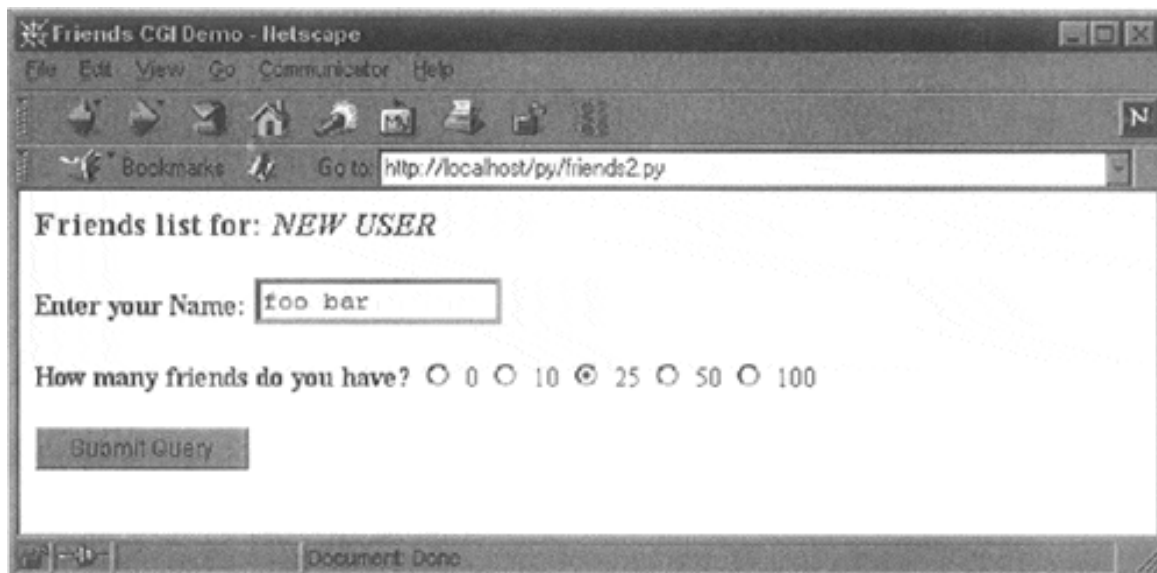 Friends CGI Demo - Netscape
File Edit View Go Communicator Help
Bookmarks Go to: http://localhost/py/friends2.py
Friends list for: NEW USER
Enter your Name: foo bar
How many friends do you have? 0 10 25 50 100
Submit Query
Document: Done